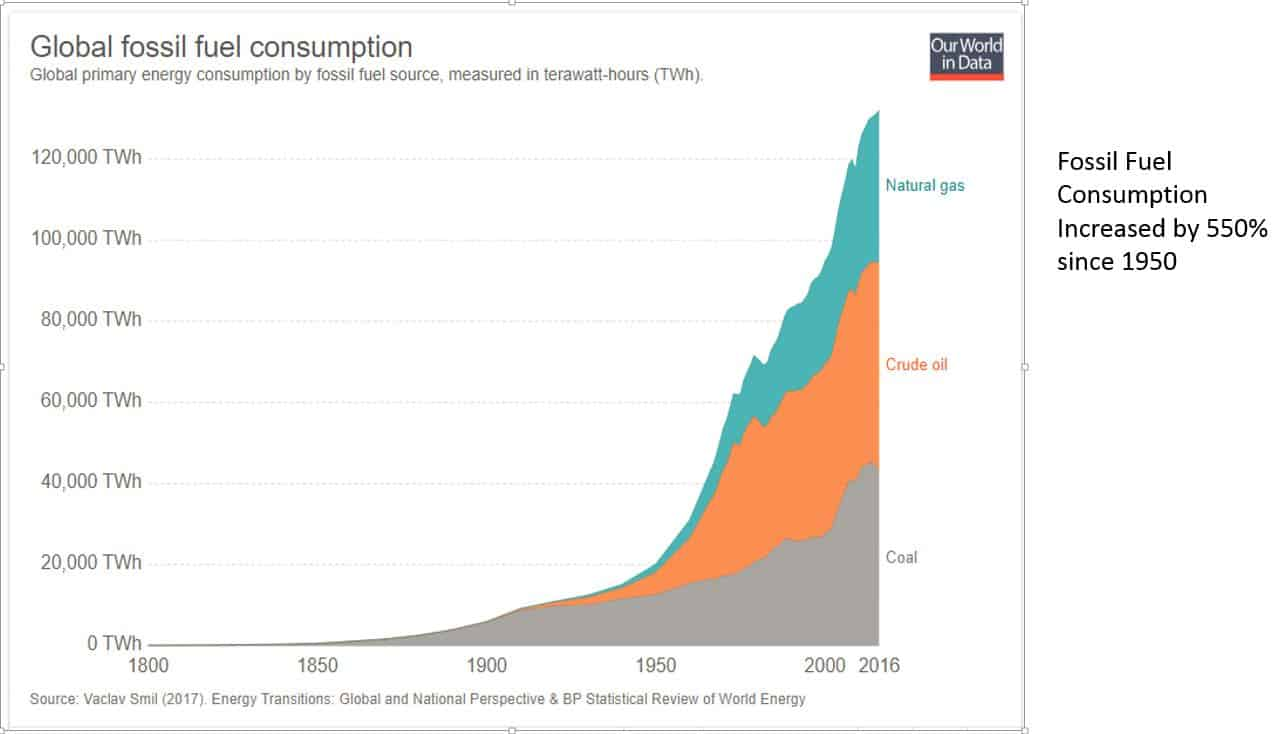 Global fossil fuel consumption
Global primary energy consumption by fossil fuel source, measured in terawatt-hours (TWh).
Our World
in Data
120,000 TWh
100,000 TWh
80,000 TWh
60,000 TWh
40,000 TWh
20,000 TWh
0 TWh
Natural gas
Crude oil
Coal
1800
1850
1900
1950
2000
2016
Source: Vaclav Smil (2017). Energy Transitions: Global and National Perspective & BP Statistical Review of World Energy
Fossil Fuel
Consumption
Increased by 550%
since 1950